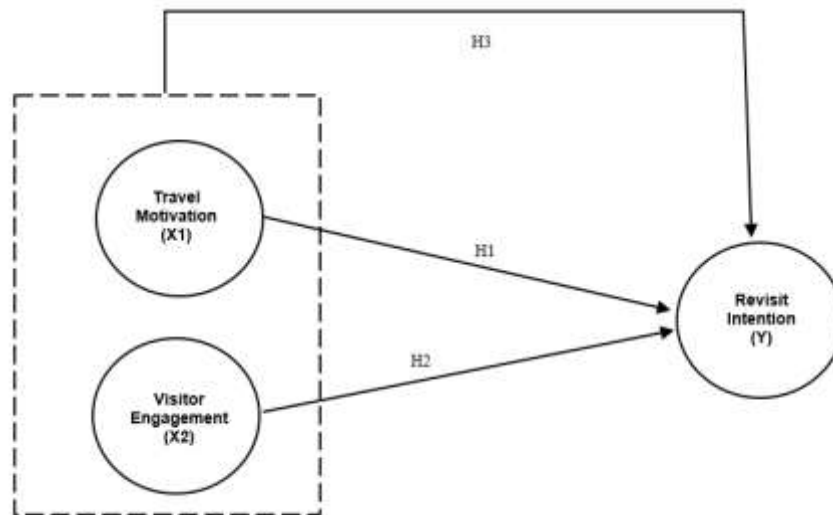 H3
Travel
Motivation
(X1)
H1
Revisit
Intention
(Y)
H2
Visitor
Engagement
(X2)